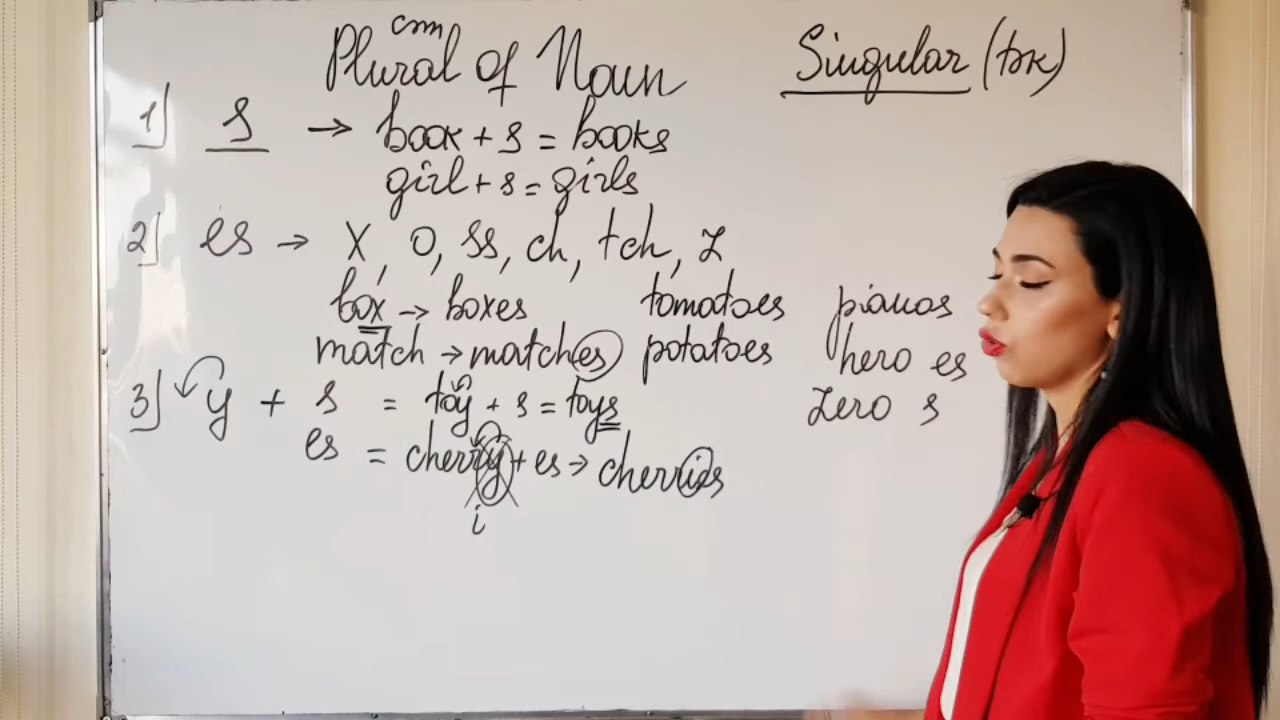 cəm
Plural of Noun
Singular (tək)
1) s → book + s = books
girl + s = girls
2) es → x, o, ss, ch, tch, z
box → boxes tomatoes pianos
match → matches potatoes hero es
zero s
3) y + s = toy + s = toys
es = cherry + es → cherries
i